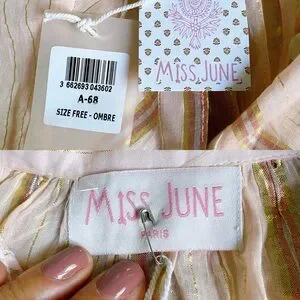 3 662693 043602
A-68
SIZE FREE - OMBRE
MISS JUNE
MISS JUNE
PARIS